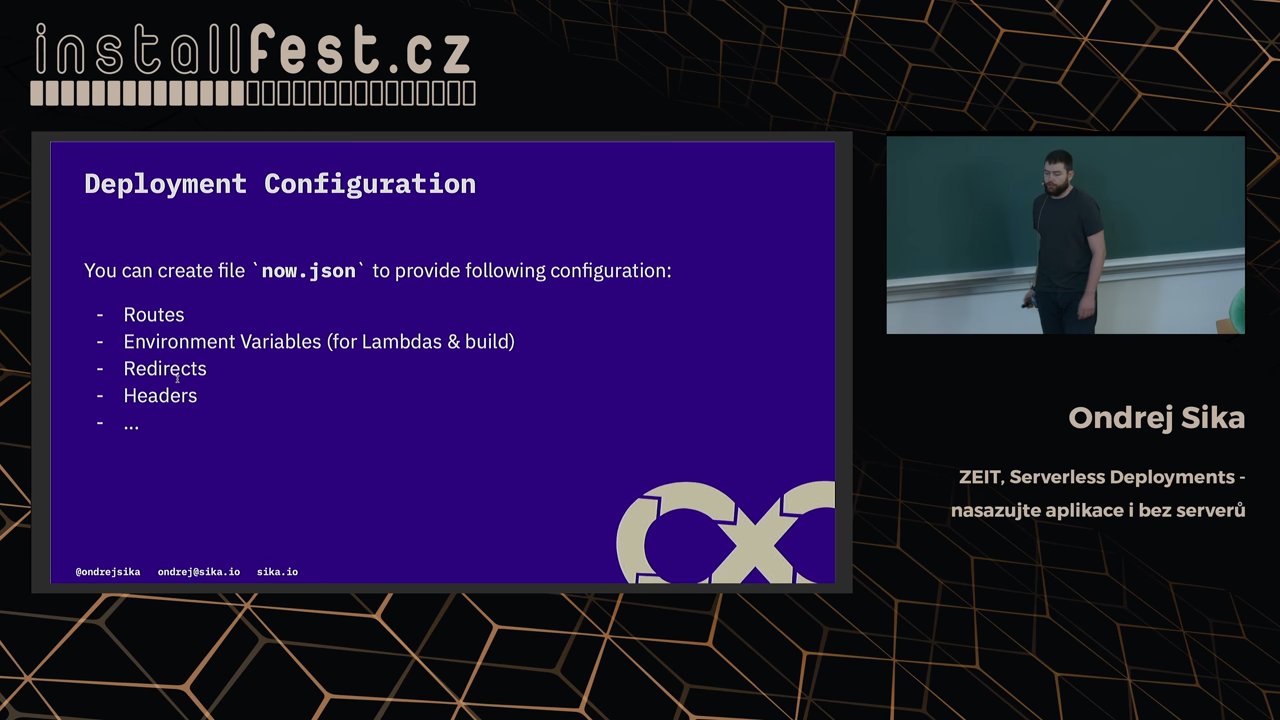 installfest.cz
Deployment Configuration
You can create file `now.json` to provide following configuration:
- Routes
- Environment Variables (for Lambdas & build)
- Redirects
- Headers
- ...
@ondrejsika ondrej@sika.io sika.io
Ondrej Sika
ZEIT, Serverless Deployments -
nasazujte aplikace i bez serverů